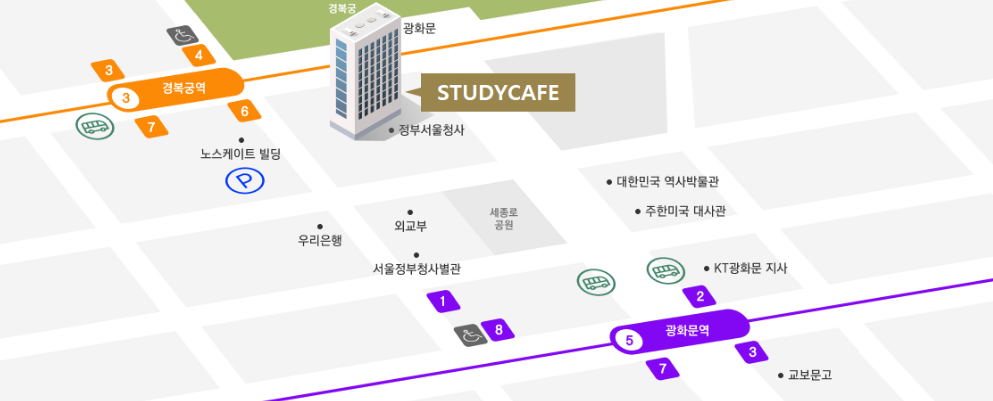 경복궁
광화문
4
3
경복궁역
3
6
7
STUDYCAFE
정부서울청사
노스케이트 빌딩
P
대한민국 역사박물관
주한미국 대사관
세종로
공원
외교부
우리은행
서울정부청사별관
KT광화문 지사
1
2
8
광화문역
5
3
7
교보문고